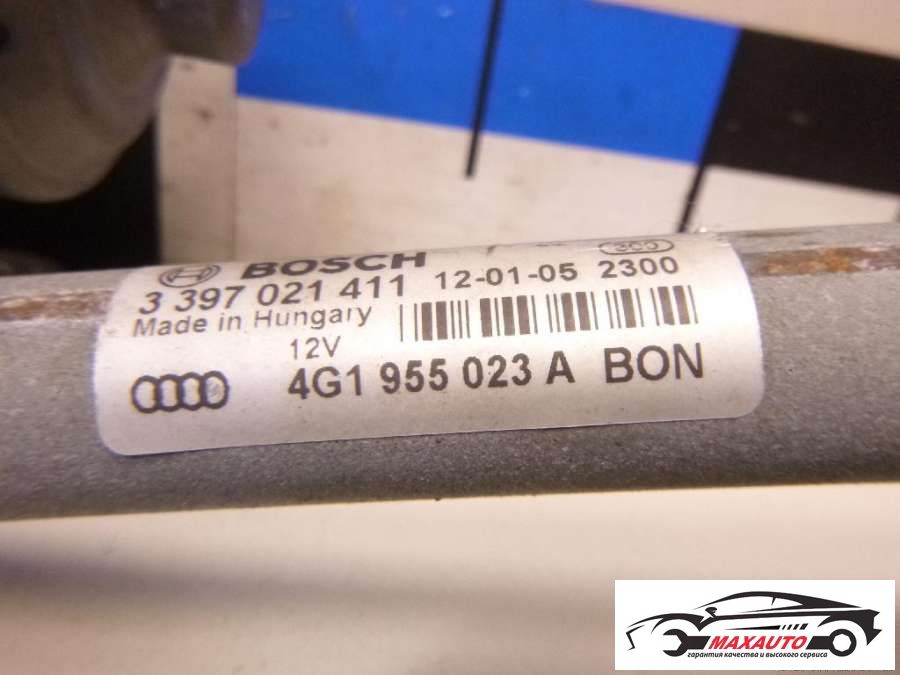 BOSCH
3 397 021 411 12-01-05 2300
Made in Hungary
12V
4G1 955 023 A BON
MAXAUTO
гарантия качества и высокого сервиса